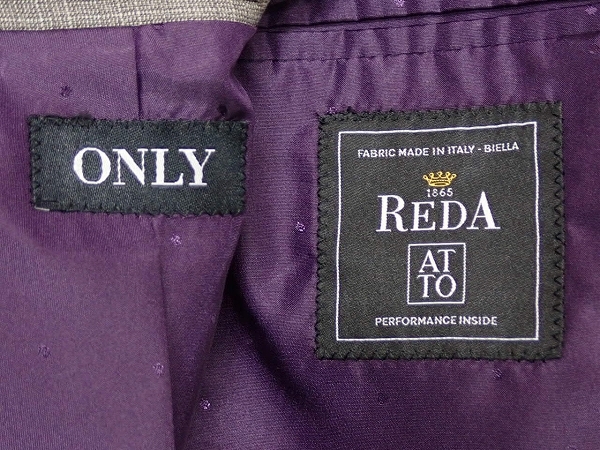 ONLY
FABRIC MADE IN ITALY - BIELLA
1865
REDA
AT
TO
PERFORMANCE INSIDE